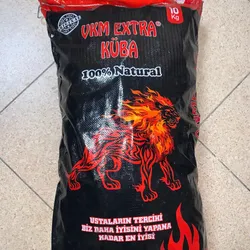 VKM EXTRA®
KÜBA
10
Kg
100% Natural
USTALARIN TERCİHİ
BİZ DAHA İYİSİNİ YAPANA
KADAR EN İYİSİ